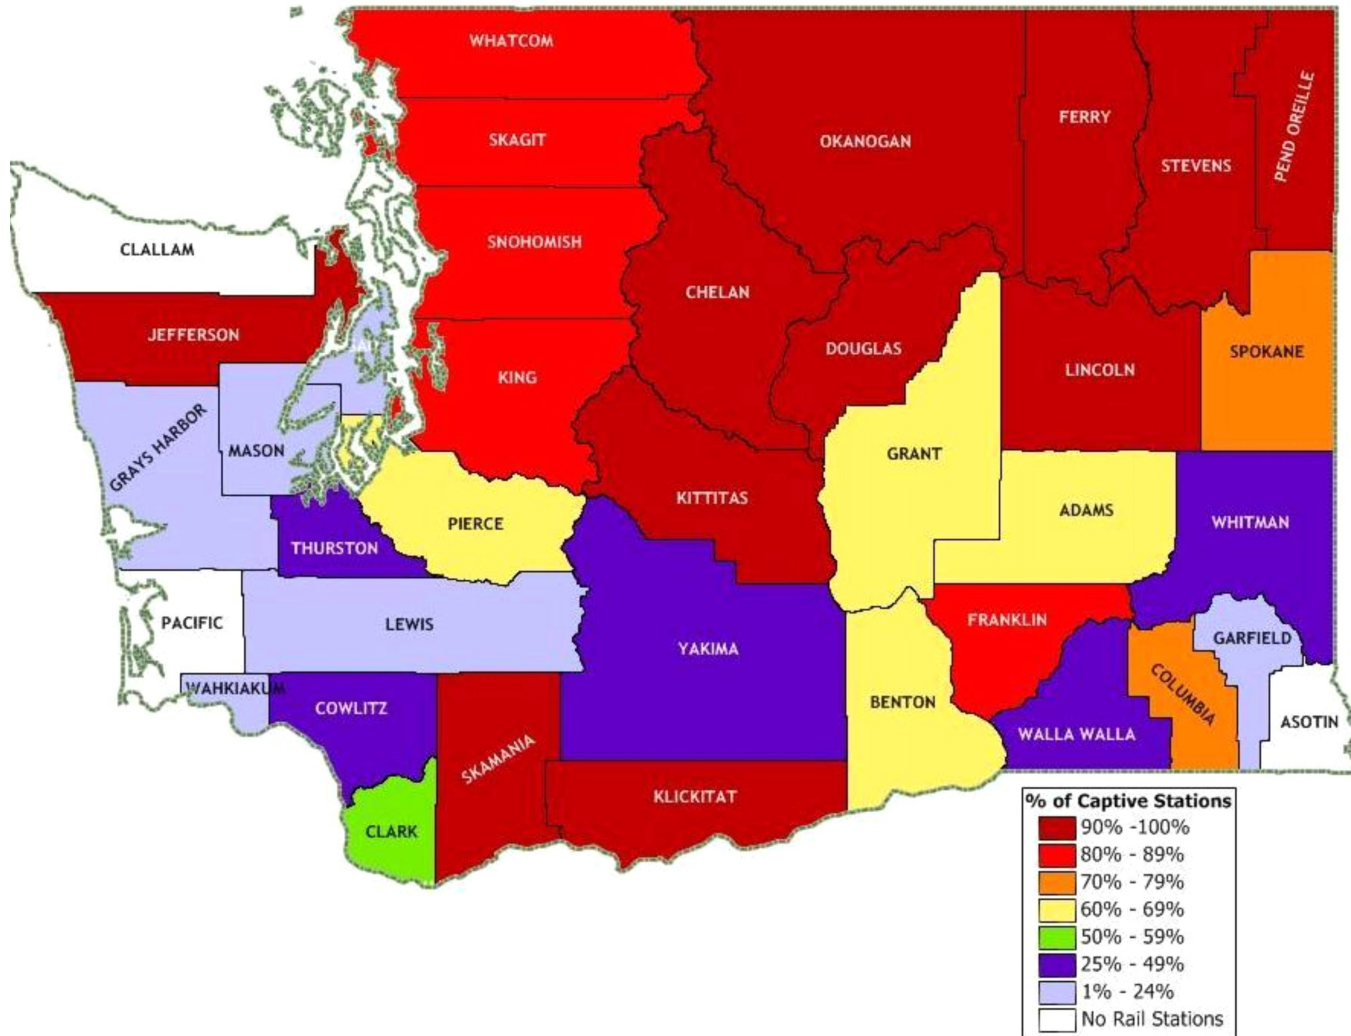 WHATCOM
SKAGIT
OKANOGAN
FERRY
STEVENS
PEND OREILLE
CLALLAM
SNOHOMISH
CHELAN
JEFFERSON
DOUGLAS
LINCOLN
SPOKANE
KING
GRAYS HARBOR
MASON
GRANT
KITTITAS
PIERCE
ADAMS
WHITMAN
THURSTON
PACIFIC
LEWIS
YAKIMA
FRANKLIN
GARFIELD
WAHKIAKUM
COWLITZ
BENTON
COLUMBIA
WALLA WALLA
ASOTIN
SKAMANIA
KLICKITAT
CLARK
% of Captive Stations
90% -100%
80% - 89%
70% - 79%
60% - 69%
50% - 59%
25% - 49%
1% - 24%
No Rail Stations